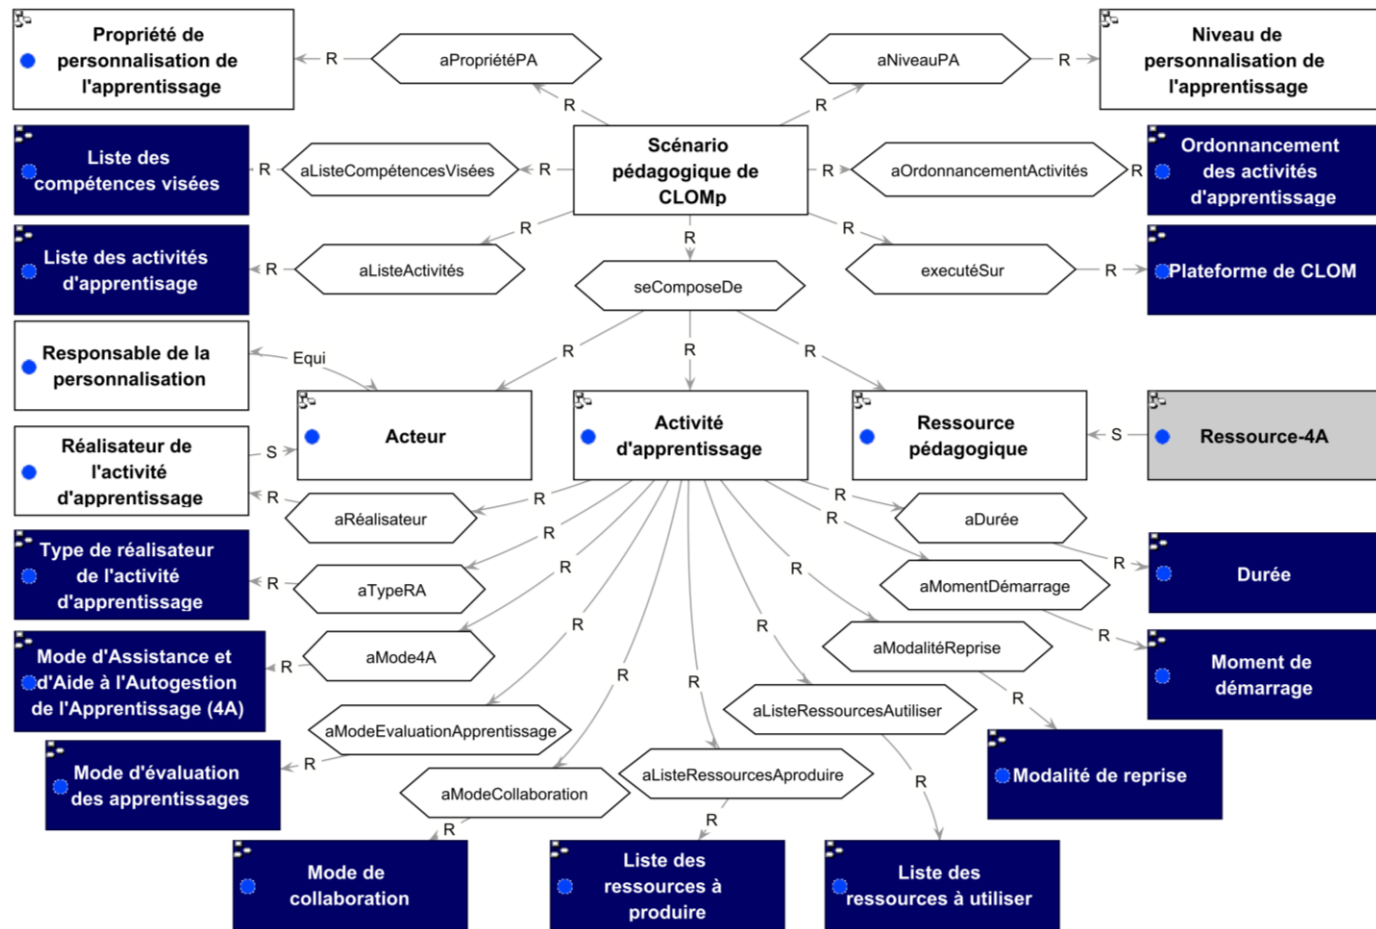 Propriété de
personnalisation de
l'apprentissage
R
aPropriétéPA
R
aNiveauPA
R
R
Niveau de
personnalisation de
l'apprentissage
Liste des
compétences visées
R
aListeCompétencesVisées
R
Scénario
pédagogique de
CLOMp
R
aOrdonnancementActivités
R
Ordonnancement
des activités
d'apprentissage
Liste des activités
d'apprentisage
R
aListeActivités
R
R
seComposeDe
R
executéSur
R
Plateforme de CLOM
Responsable de la
personnalisation
Equi
R
R
R
Acteur
Activité
d'apprentissage
Ressource
pédagogique
S
Ressource-4A
Réalisateur de
l'activité
d'apprentissage
S
R
aRéalisateur
R
R
aDurée
R
Durée
Type de réalisateur
de l'activité
d'apprentissage
R
aTypeRA
R
R
aMomentDémarrage
R
Moment de
démarrage
Mode d'Assistance et
d'Aide à l'Autogestion
de l'Apprentissage (4A)
R
aMode4A
R
R
aModalitéReprise
R
Modalité de reprise
Mode d'évaluation
des apprentissages
R
aModeEvaluationApprentissage
R
R
aListeRessourcesAutiliser
R
aModeCollaboration
R
R
aListeRessourcesAproduire
R
R
R
Mode de
collaboration
Liste des
ressources à
produire
Liste des
ressources à utiliser